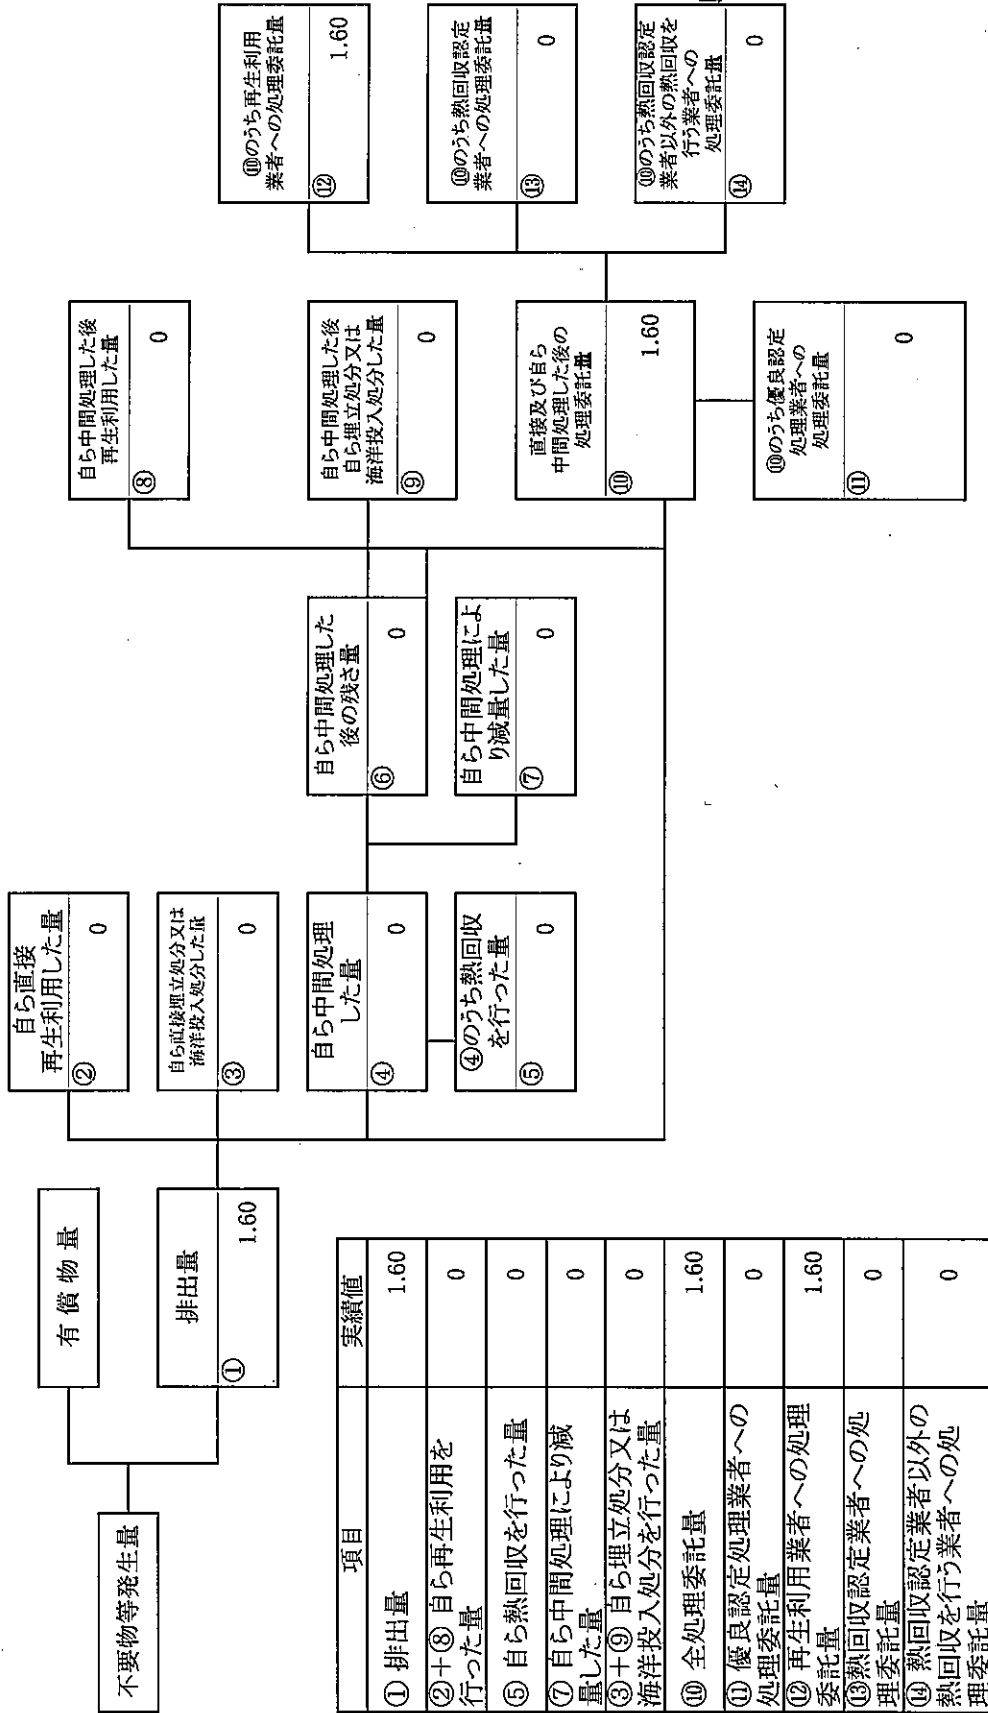 不要物等発生量
有償物量
排出量
①
1.60
自ら直接
再生利用した量
②
0
自ら直接埋立処分又は
海洋投入処分した量
③
0
自ら中間処理
した量
④
0
④のうち熱回収
を行った量
⑤
0
自ら中間処理した
後の残さ量
⑥
0
自ら中間処理によ
り減量した量
⑦
0
自ら中間処理した後
再生利用した量
⑧
0
自ら中間処理した後
自ら埋立処分又は
海洋投入処分した量
⑨
0
直接及び自ら
中間処理した後の
処理委託量
⑩
1.60
⑩のうち優良認定
処理業者への
処理委託量
⑪
0
⑩のうち再生利用
業者への処理委託量
⑫
1.60
⑩のうち熱回収認定
業者への処理委託量
⑬
0
⑩のうち熱回収認定
業者以外の熱回収を
行う業者への
処理委託量
⑭
0
項目 実績値
① 排出量 1.60
②+⑧ 自ら再生利用を
行った量 0
⑤ 自ら熱回収を行った量 0
⑦ 自ら中間処理により減
量した量 0
③+⑨ 自ら埋立処分又は
海洋投入処分を行った量 0
⑩ 全処理委託量 1.60
⑪ 優良認定処理業者への
処理委託量 0
⑫ 再生利用業者への処理
委託量 1.60
⑬熱回収認定業者への処
理委託量 0
⑭ 熱回収認定業者以外の
熱回収を行う業者への処
理委託量 0